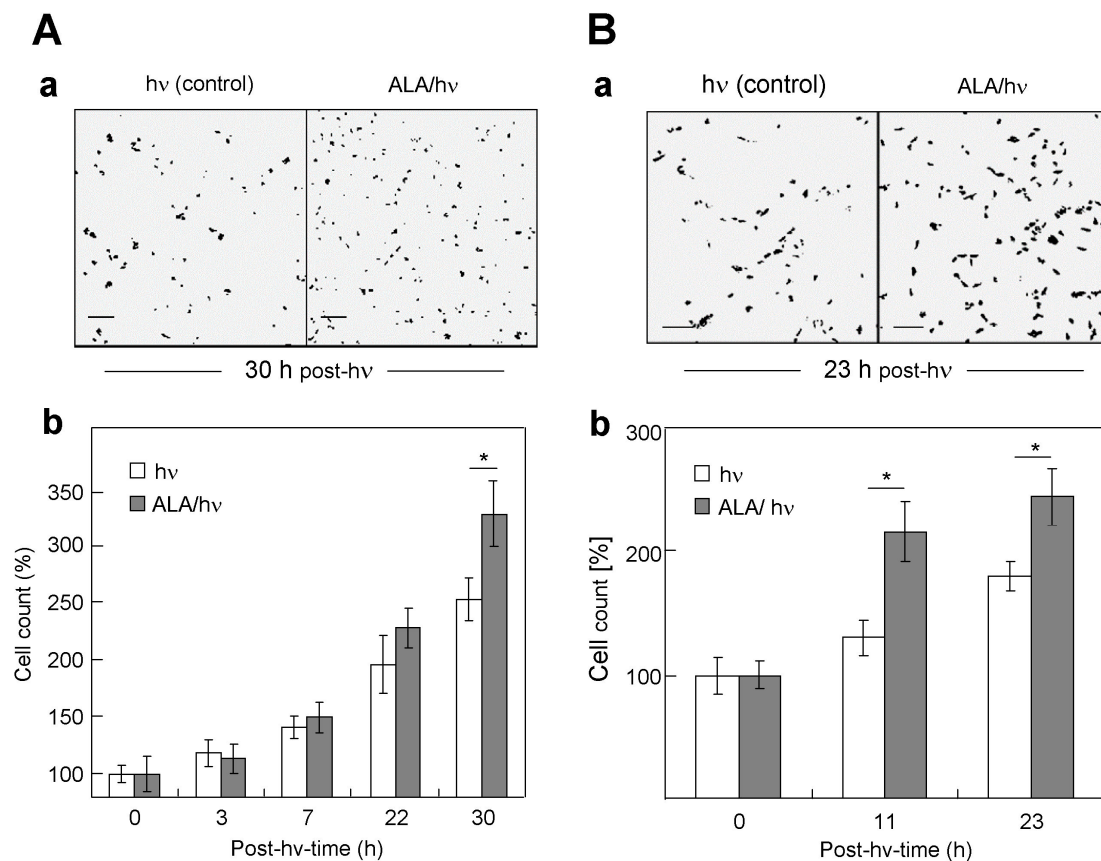 A
a
hν (control) ALA/hν
30 h post-hν
b
Cell count (%)
350
300
250
200
150
100
hν
ALA/hν
*
0 3 7 22 30
Post-hν-time (h)
B
a
hν (control) ALA/hν
23 h post-hν
b
Cell count [%]
300
200
100
hν
ALA/ hν
*
*
0 11 23
Post-hν-time (h)